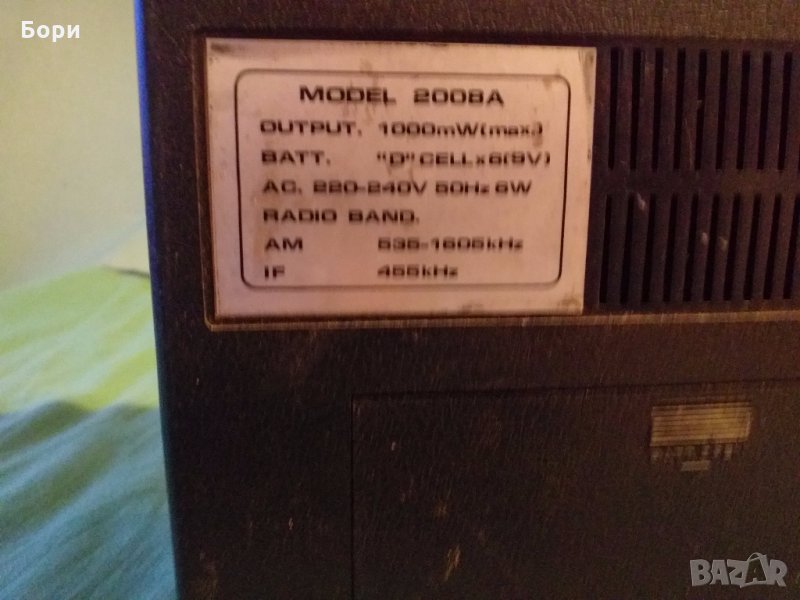 Бори
MODEL 2008A
OUTPUT. 1000mW(max.)
BATT. "D" CELL x 6(9V)
AC. 220-240V 50Hz 6W
RADIO BAND.
AM 535-1605kHz
IF 455kHz
BAZAR